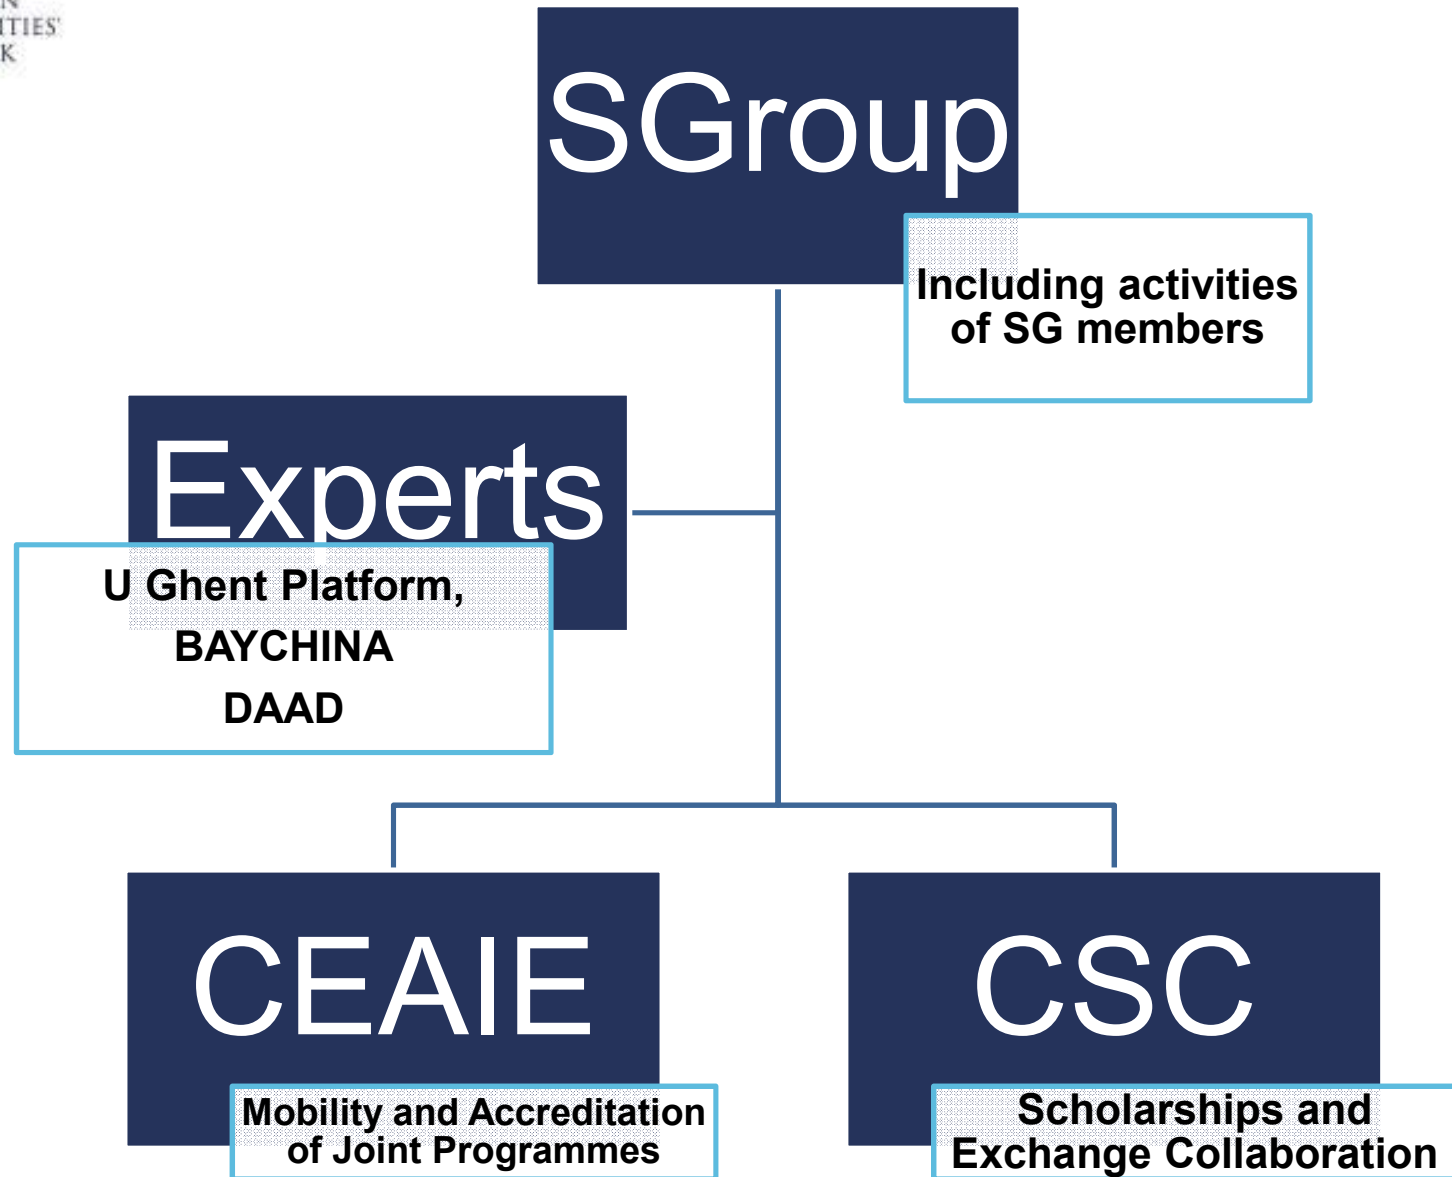 SGroup
Including activities
of SG members
Experts
U Ghent Platform,
BAYCHINA
DAAD
CEAIE
Mobility and Accreditation
of Joint Programmes
CSC
Scholarships and
Exchange Collaboration